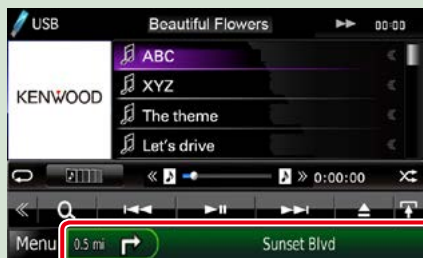 USB Beautiful Flowers 00:00
ABC
KENWOOD
XYZ
The theme
Let's drive
0:00:00
Menu 0.5 mi Sunset Blvd